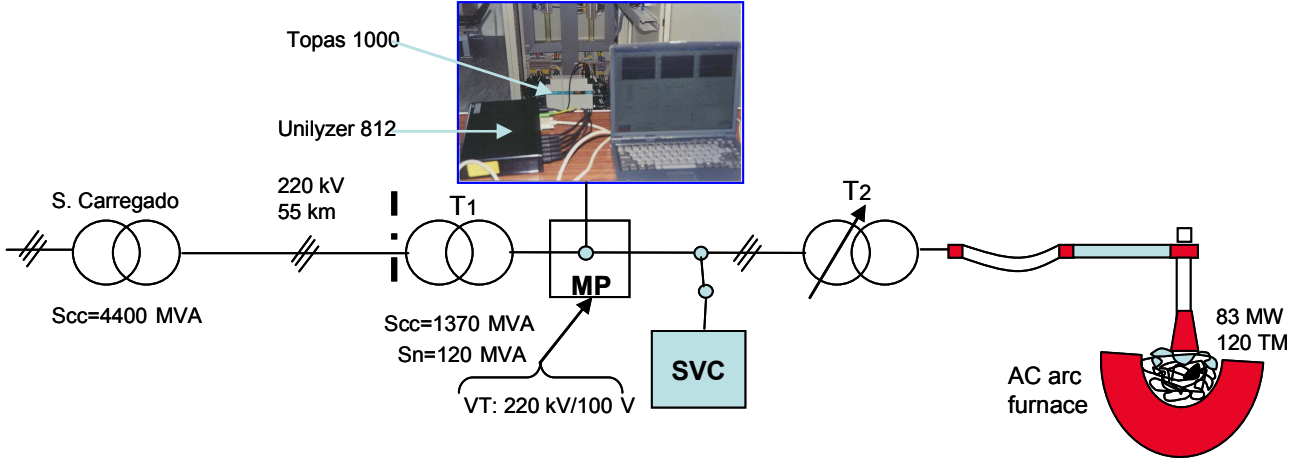 Topas 1000
Unilyzer 812
S. Carregado
220 kV
55 km
T1
T2
MP
Scc=4400 MVA
Scc=1370 MVA
Sn=120 MVA
VT: 220 kV/100 V
SVC
83 MW
120 TM
AC arc
furnace